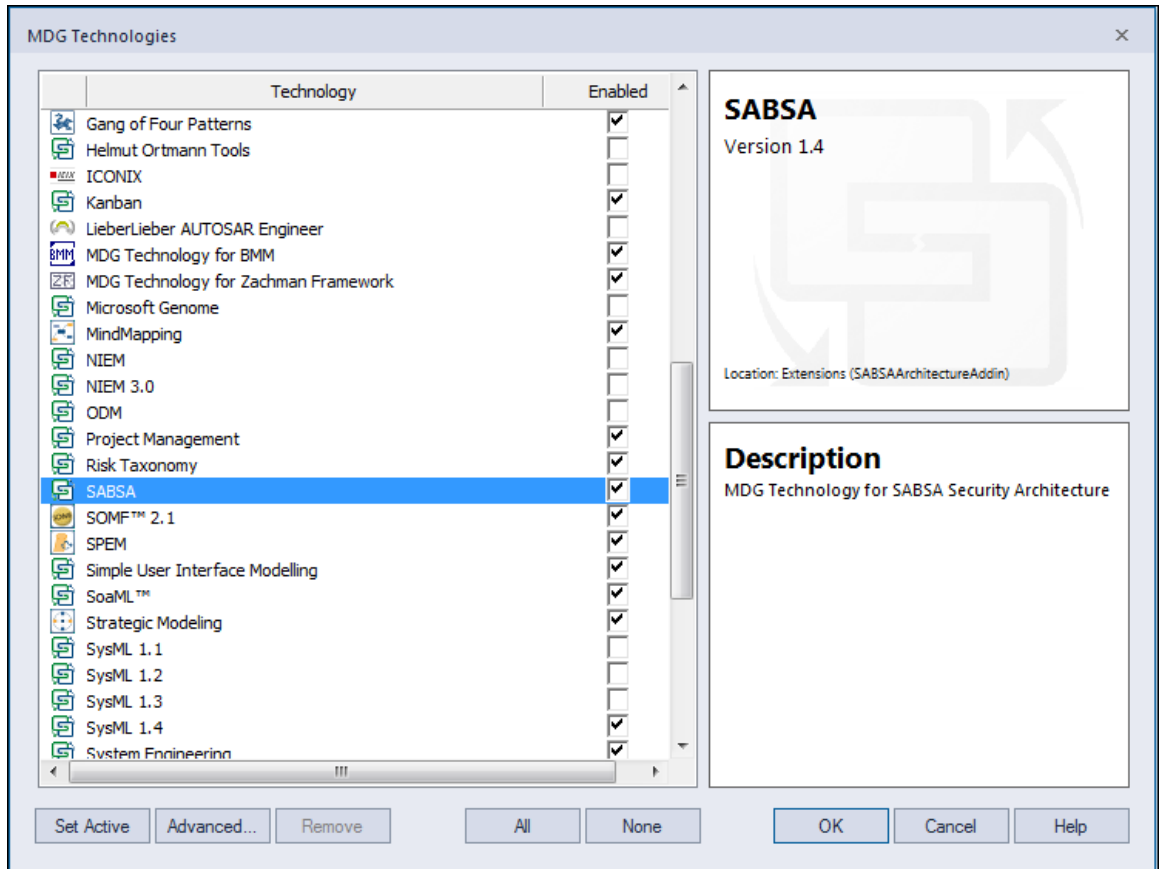 MDG Technologies
Technology Enabled
Gang of Four Patterns
Helmut Ortmann Tools
ICONIX
Kanban
LieberLieber AUTOSAR Engineer
BMM MDG Technology for BMM
ZF MDG Technology for Zachman Framework
Microsoft Genome
MindMapping
NIEM
NIEM 3.0
ODM
Project Management
Risk Taxonomy
SABSA
SOMF™ 2.1
SPEM
Simple User Interface Modelling
SoaML™
Strategic Modeling
SysML 1.1
SysML 1.2
SysML 1.3
SysML 1.4
System Engineering
SABSA
Version 1.4
Location: Extensions (SABSAArchitectureAddin)
Description
MDG Technology for SABSA Security Architecture
Set Active Advanced... Remove All None OK Cancel Help